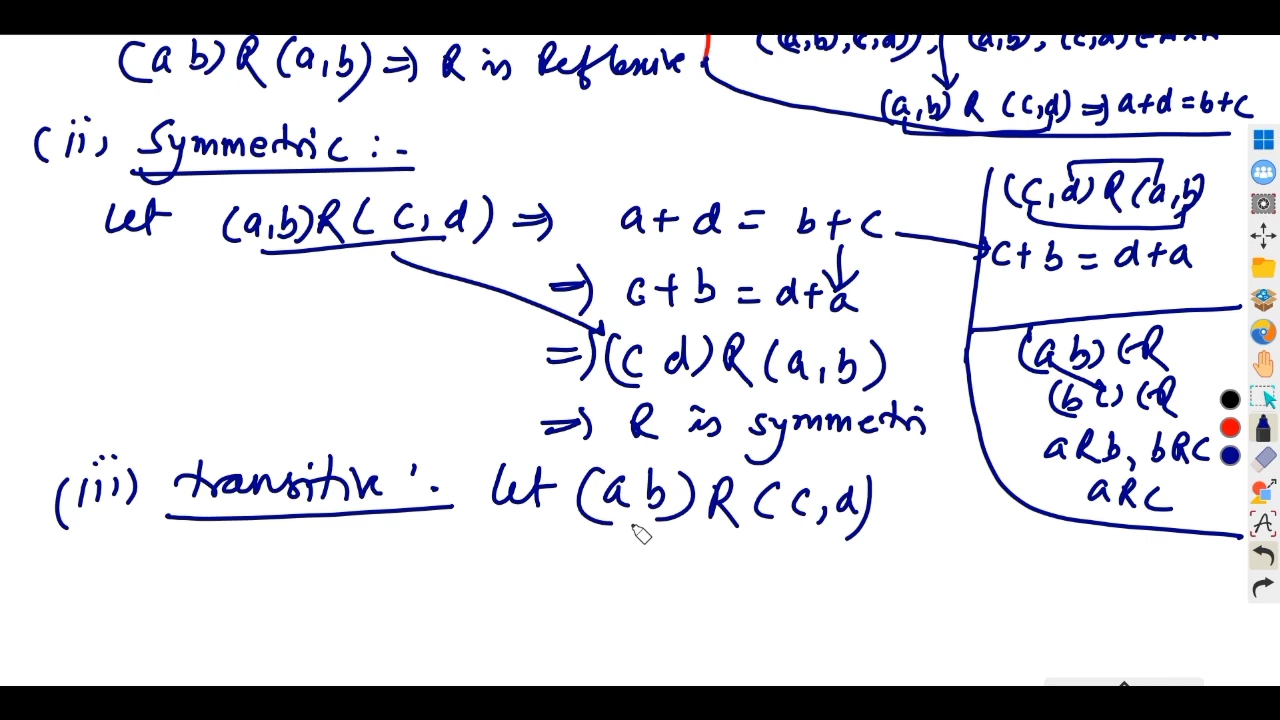 (a b) R (a,b) => R is Reflexive.
(a,b) R (c,d) => a+d = b+c
(ii) Symmetric :-
Let (a,b) R (c,d) => a+d = b+c
=> c+b = d+a
=> (c d) R (a,b)
=> R is symmetri
(c,d) R (a,b)
c+b = d+a
(a b) ∈ R
(b c) ∈ R
aRb, bRc
aRc
(iii) transitive :- Let (a b) R (c,d)
A